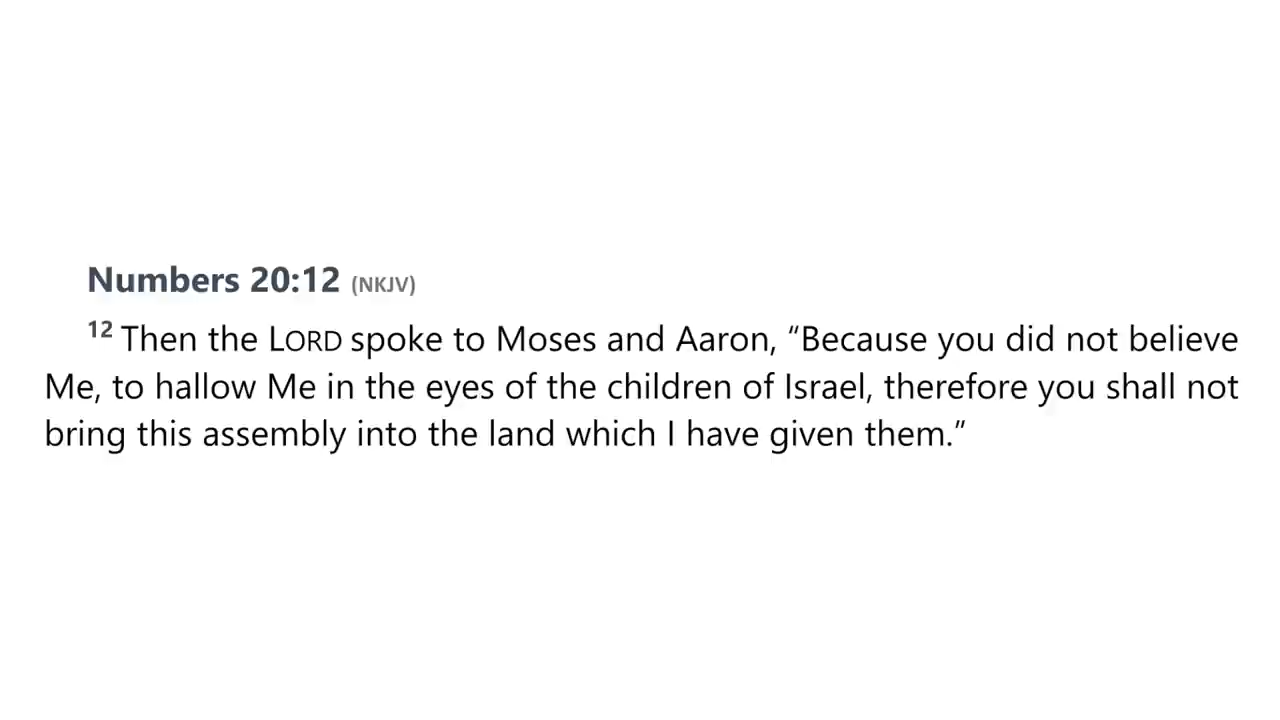 Numbers 20:12 (NKJV)
12 Then the LORD spoke to Moses and Aaron, “Because you did not believe
Me, to hallow Me in the eyes of the children of Israel, therefore you shall not
bring this assembly into the land which I have given them.”